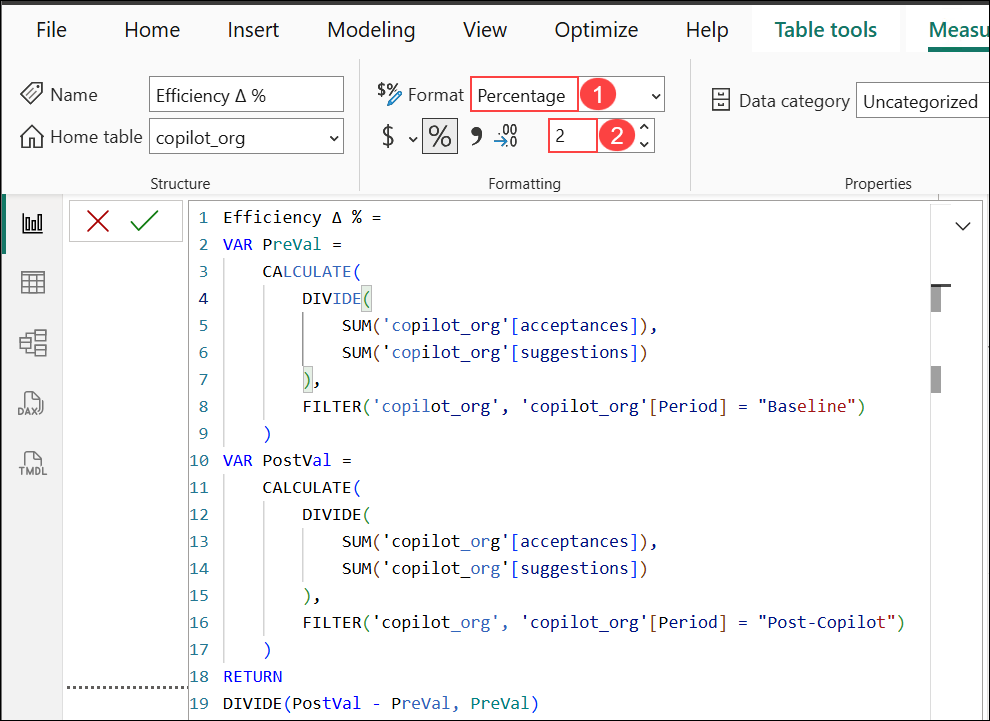 File Home Insert Modeling View Optimize Help Table tools Measu
Name Efficiency Δ % $% Format Percentage 1 Data category Uncategorized
Home table copilot_org $ % , .00 →.0 2 2
Structure Formatting Properties
1 Efficiency Δ % =
2 VAR PreVal =
3 CALCULATE(
4 DIVIDE(
5 SUM('copilot_org'[acceptances]),
6 SUM('copilot_org'[suggestions])
7 ),
8 FILTER('copilot_org', 'copilot_org'[Period] = "Baseline")
9 )
10 VAR PostVal =
11 CALCULATE(
12 DIVIDE(
13 SUM('copilot_org'[acceptances]),
14 SUM('copilot_org'[suggestions])
15 ),
16 FILTER('copilot_org', 'copilot_org'[Period] = "Post-Copilot")
17 )
18 RETURN
19 DIVIDE(PostVal - PreVal, PreVal)
DAX
TMDL